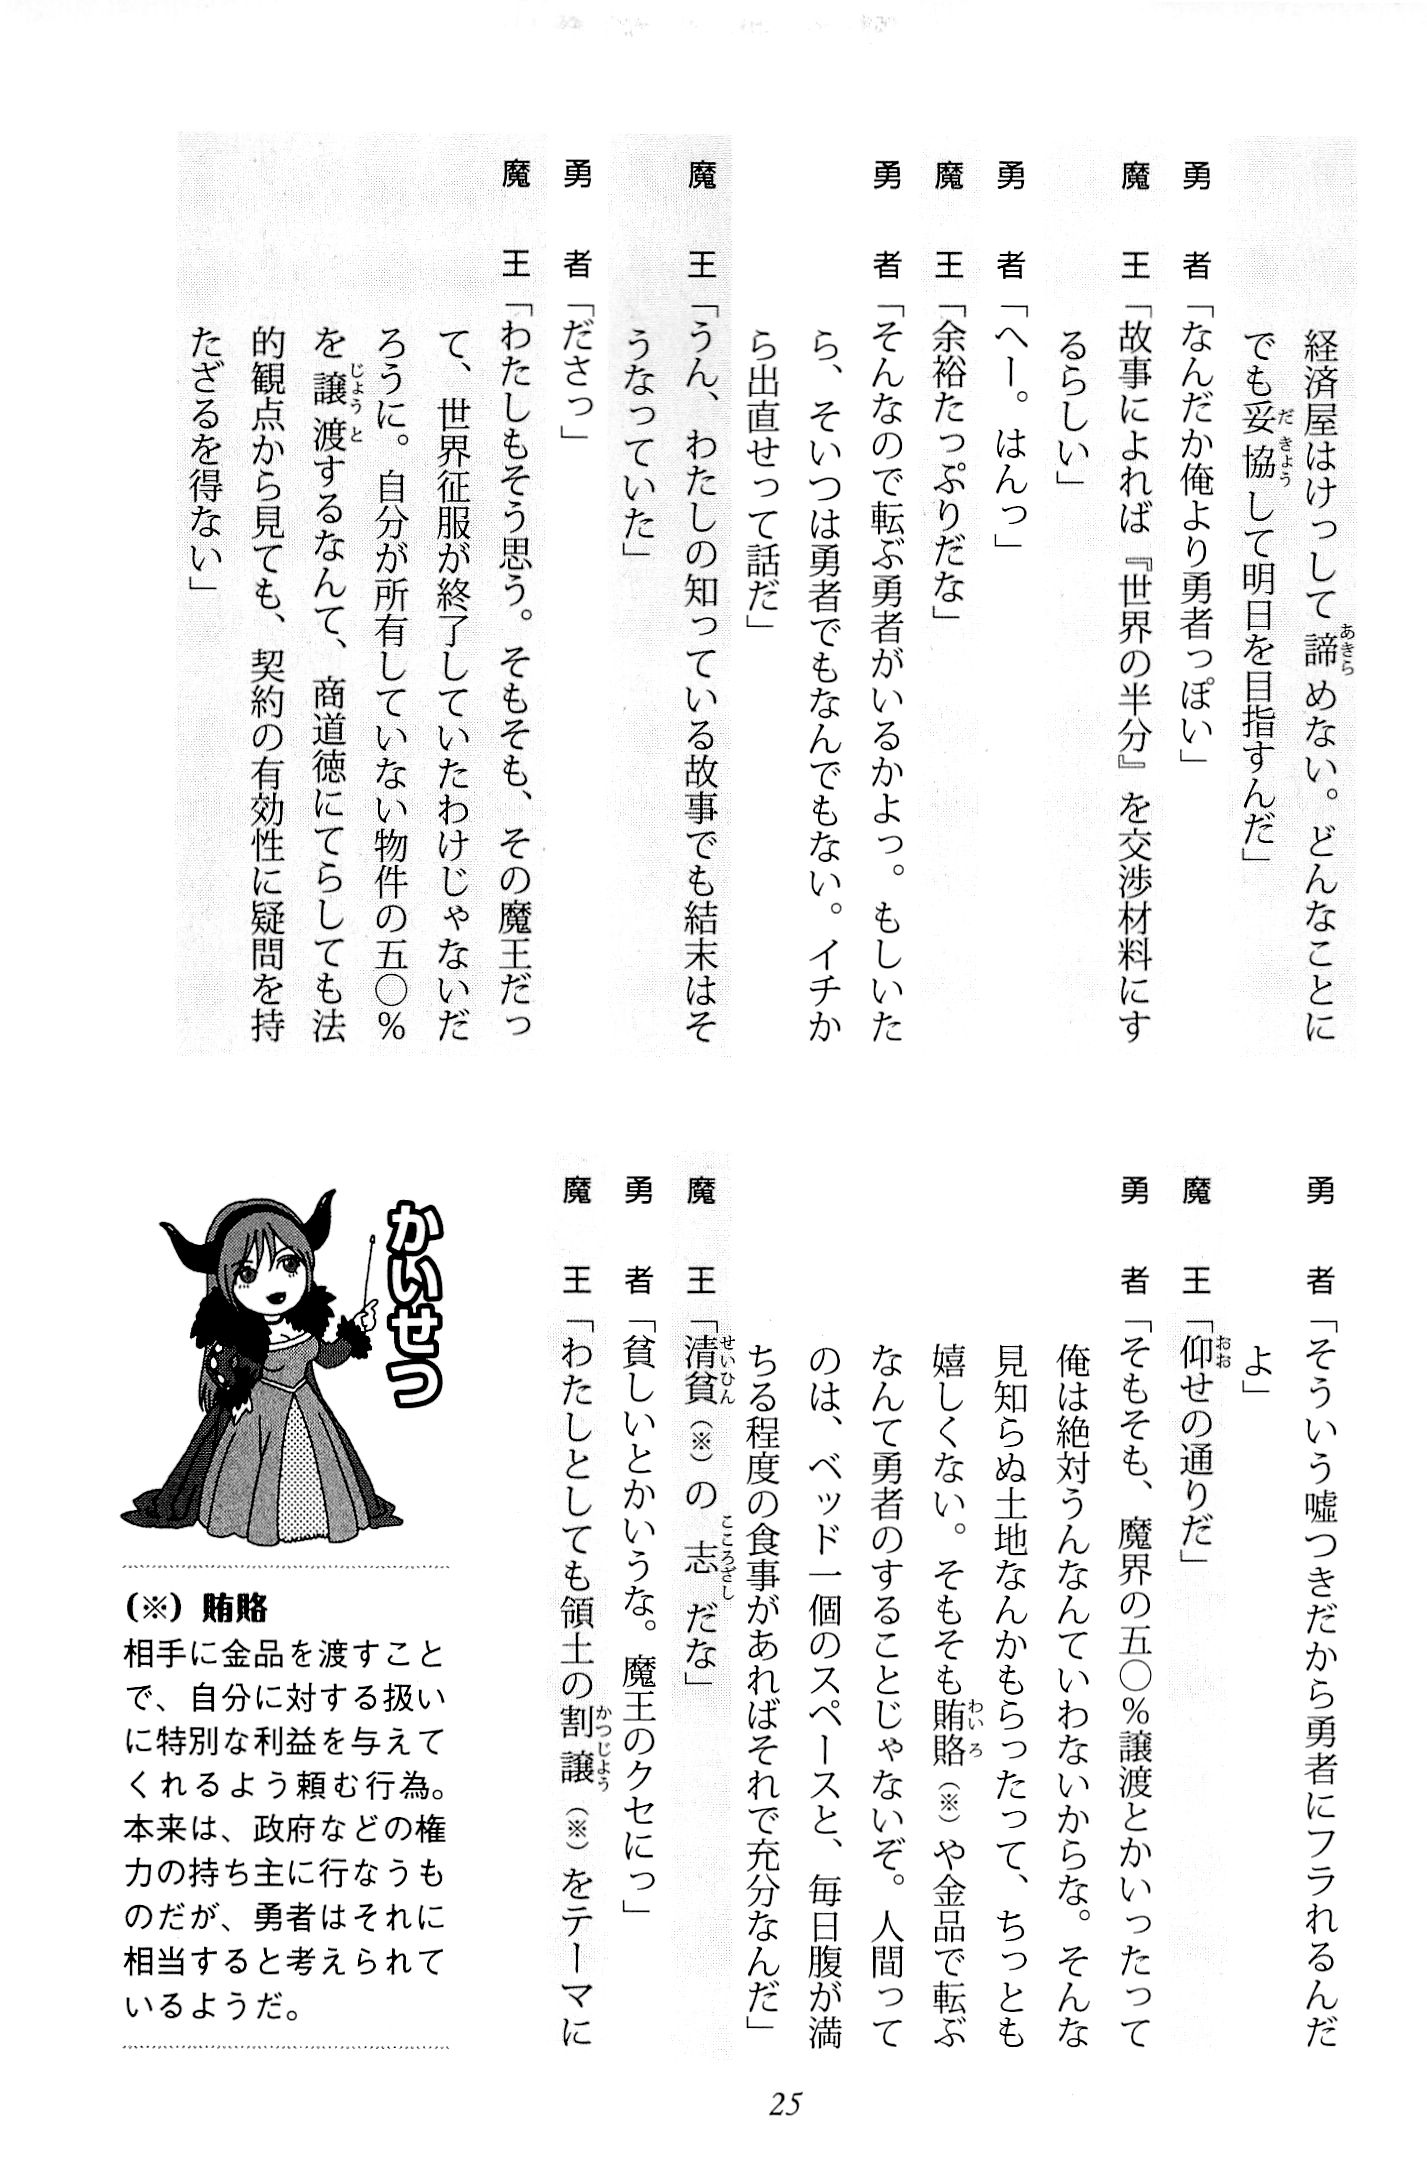 経済屋はけっして諦めない。どんなことに
でも妥協して明日を目指すんだ」
勇者「なんだか俺より勇者っぽい」
魔王「故事によれば『世界の半分』を交渉材料にす
るらしい」
勇者「へー。はんっ」
魔王「余裕たっぷりだな」
勇者「そんなので転ぶ勇者がいるかよっ。もしいた
ら、そいつは勇者でもなんでもない。イチか
ら出直せって話だ」
魔王「うん、わたしの知っている故事でも結末はそ
うなっていた」
勇者「ださっ」
魔王「わたしもそう思う。そもそも、その魔王だっ
て、世界征服が終了していたわけじゃないだ
ろうに。自分が所有していない物件の五〇%
を譲渡するなんて、商道徳にてらしても法
的観点から見ても、契約の有効性に疑問を持
たざるを得ない」
勇者「そういう嘘つきだから勇者にフラれるんだ
よ」
魔王「仰せの通りだ」
勇者「そもそも、魔界の五〇%譲渡とかいったって
俺は絶対うんなんていわないからな。そんな
見知らぬ土地なんかもらったって、ちっとも
嬉しくない。そもそも賄賂(※)や金品で転ぶ
なんて勇者のすることじゃないぞ。人間って
のは、ベッド一個のスペースと、毎日腹が満
ちる程度の食事があればそれで充分なんだ」
魔王「清貧(※)の志だな」
勇者「貧しいとかいうな。魔王のクセにっ」
魔王「わたしとしても領土の割譲(※)をテーマに
かいせつ
(※)賄賂
相手に金品を渡すこと
で、自分に対する扱い
に特別な利益を与えて
くれるよう頼む行為。
本来は、政府などの権
力の持ち主に行なうも
のだが、勇者はそれに
相当すると考えられて
いるようだ。
25